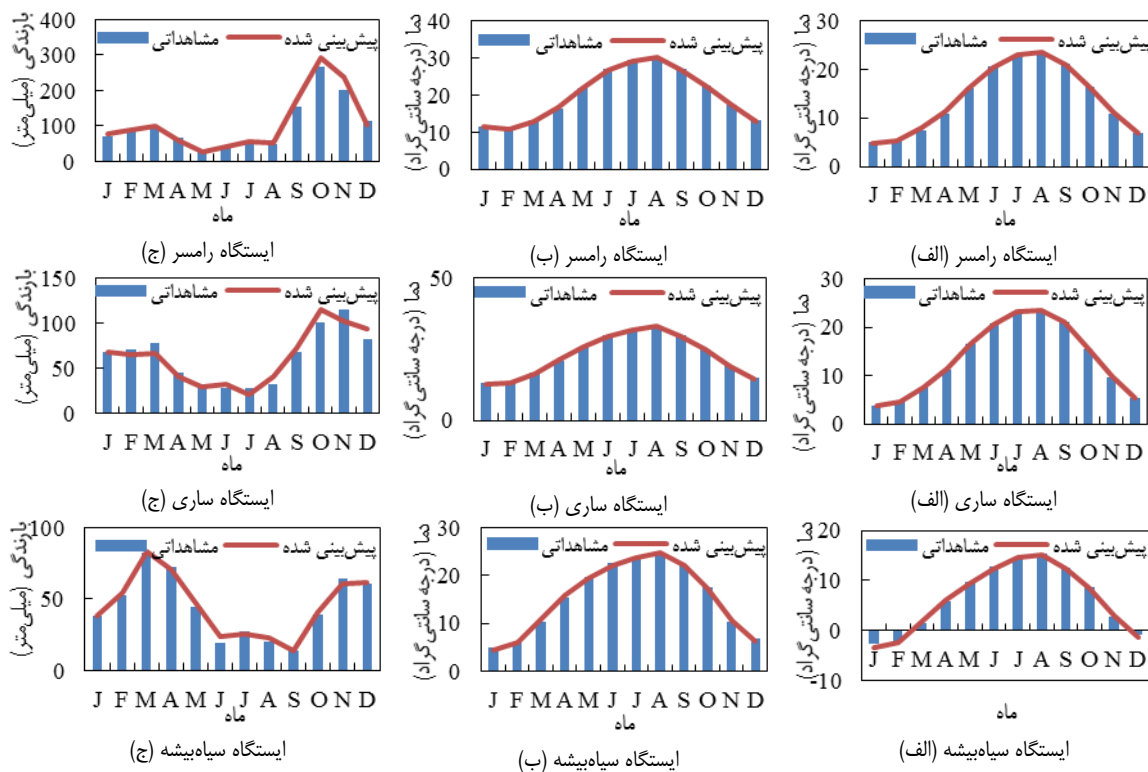 دما (درجه سانتی‌گراد)
30
20
10
0
مشاهداتی
پیش‌بینی شده
J F M A M J J A S O N D
ماه
ایستگاه رامسر (الف)
دما (درجه سانتی‌گراد)
40
30
20
10
0
مشاهداتی
پیش‌بینی شده
J F M A M J J A S O N D
ماه
ایستگاه رامسر (ب)
بارندگی (میلی‌متر)
400
300
200
100
0
مشاهداتی
پیش‌بینی شده
J F M A M J J A S O N D
ماه
ایستگاه رامسر (ج)
دما (درجه سانتی‌گراد)
30
20
10
0
مشاهداتی
پیش‌بینی شده
J F M A M J J A S O N D
ماه
ایستگاه ساری (الف)
دما (درجه سانتی‌گراد)
50
0
مشاهداتی
پیش‌بینی شده
J F M A M J J A S O N D
ماه
ایستگاه ساری (ب)
بارندگی (میلی‌متر)
150
100
50
0
مشاهداتی
پیش‌بینی شده
J F M A M J J A S O N D
ماه
ایستگاه ساری (ج)
دما (درجه سانتی‌گراد)
20
10
0
-10
مشاهداتی
پیش‌بینی شده
J F M A M J J A S O N D
ماه
ایستگاه سیاه‌بیشه (الف)
دما (درجه سانتی‌گراد)
30
20
10
0
مشاهداتی
پیش‌بینی شده
J F M A M J J A S O N D
ماه
ایستگاه سیاه‌بیشه (ب)
بارندگی (میلی‌متر)
100
50
0
مشاهداتی
پیش‌بینی شده
J F M A M J J A S O N D
ماه
ایستگاه سیاه‌بیشه (ج)